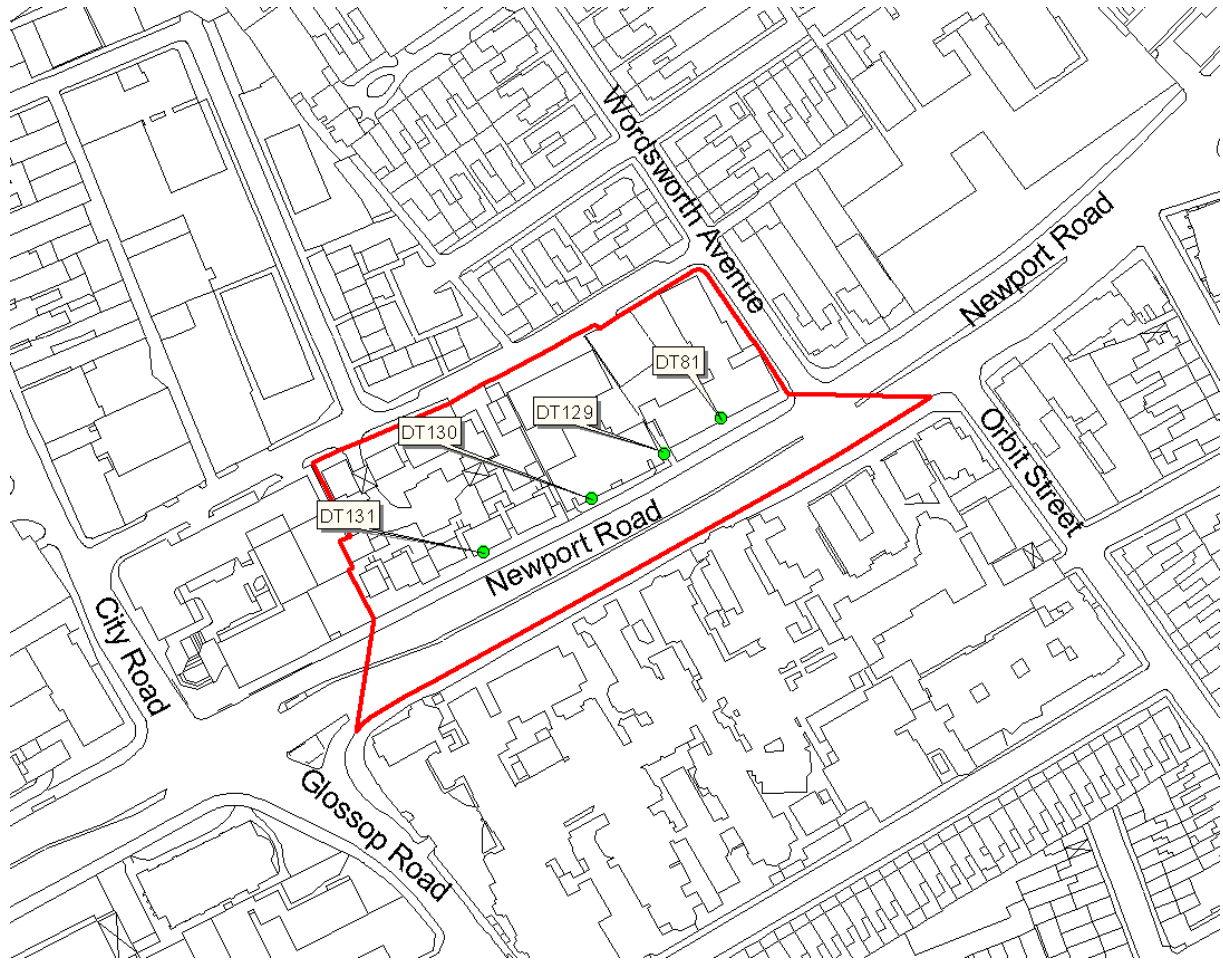 Wordsworth Avenue
Newport Road
DT81
DT129
DT130
Orbit Street
DT131
Newport Road
City Road
Glossop Road